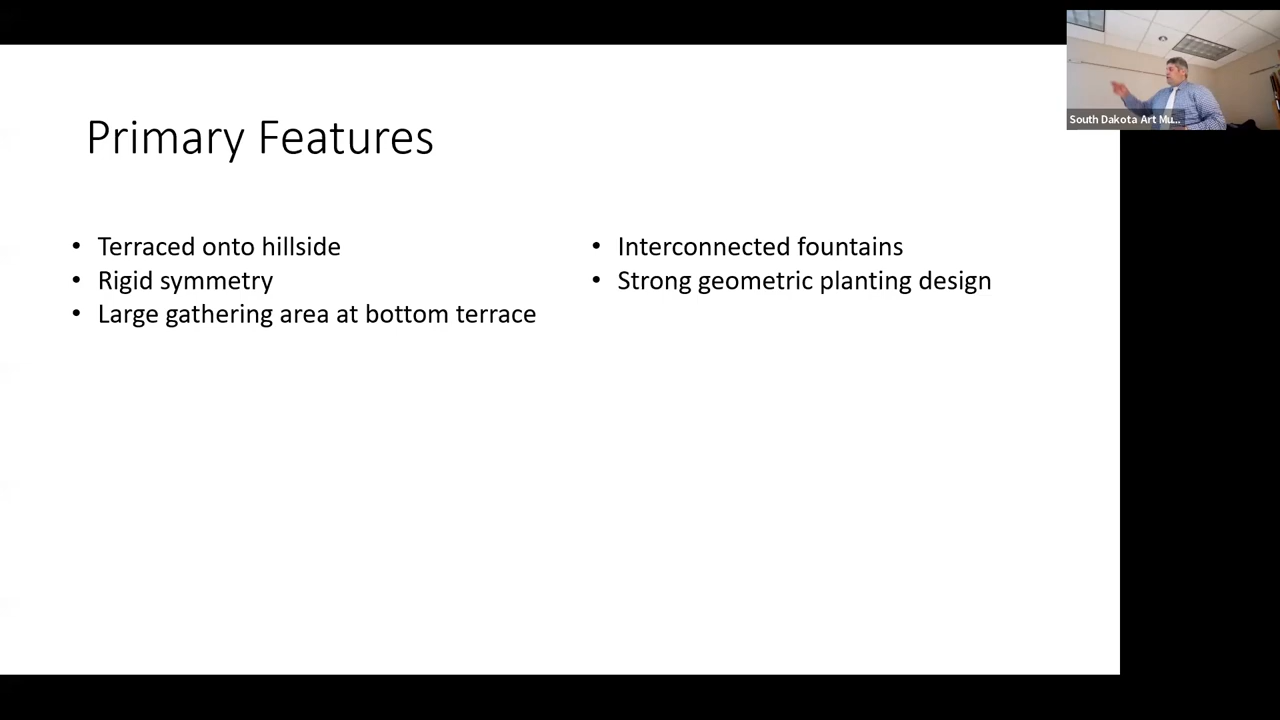 Primary Features
• Terraced onto hillside
• Rigid symmetry
• Large gathering area at bottom terrace
• Interconnected fountains
• Strong geometric planting design
South Dakota Art Mu...